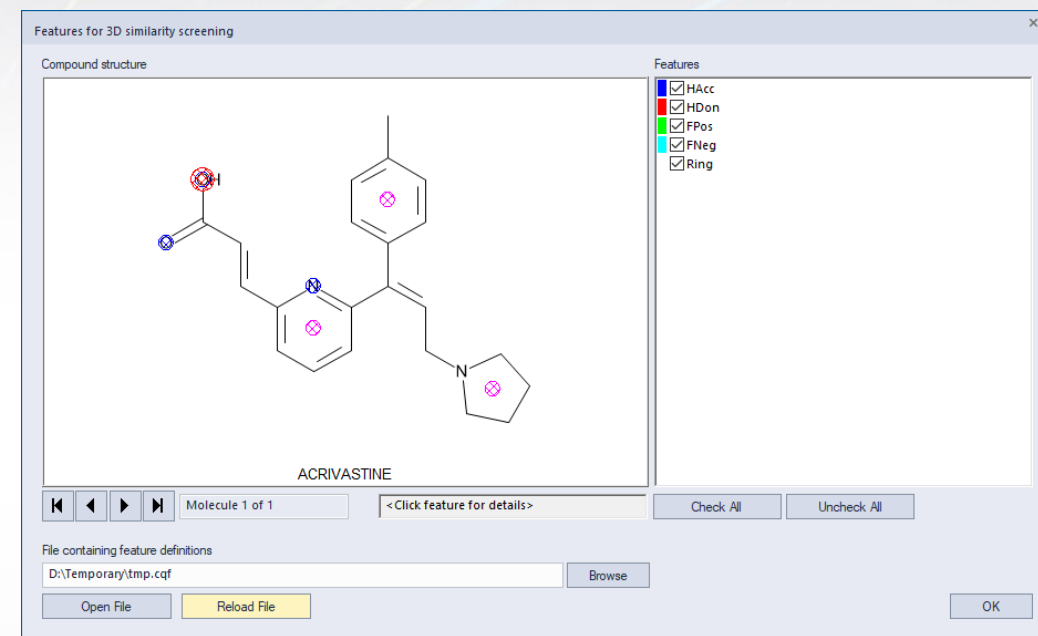 Features for 3D similarity screening
Compound structure
Features
HAcc
HDon
FPos
FNeg
Ring
OH
N
N
ACRIVASTINE
Molecule 1 of 1
<Click feature for details>
Check All
Uncheck All
File containing feature definitions
D:\Temporary\tmp.cqf
Browse
Open File
Reload File
OK